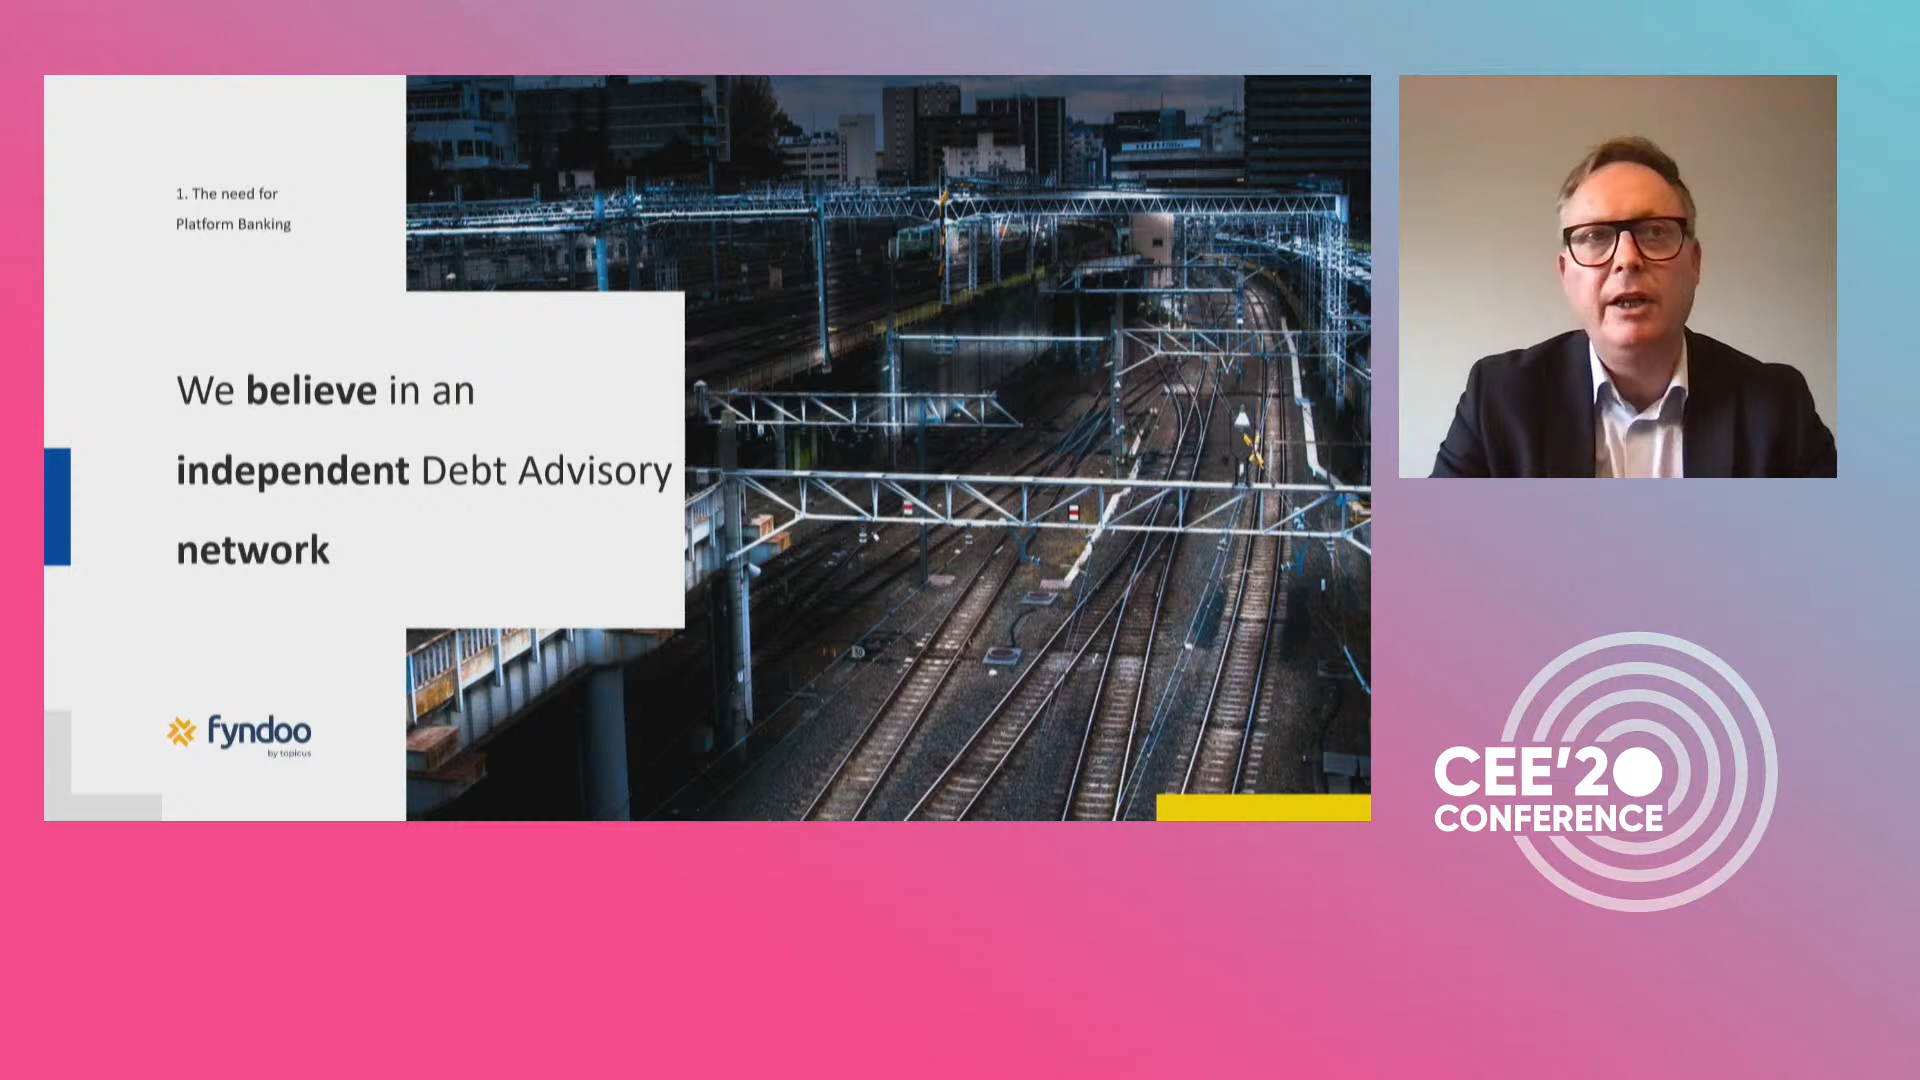 1. The need for
Platform Banking
We believe in an
independent Debt Advisory
network
fyndoo
by topicus
CEE'20
CONFERENCE